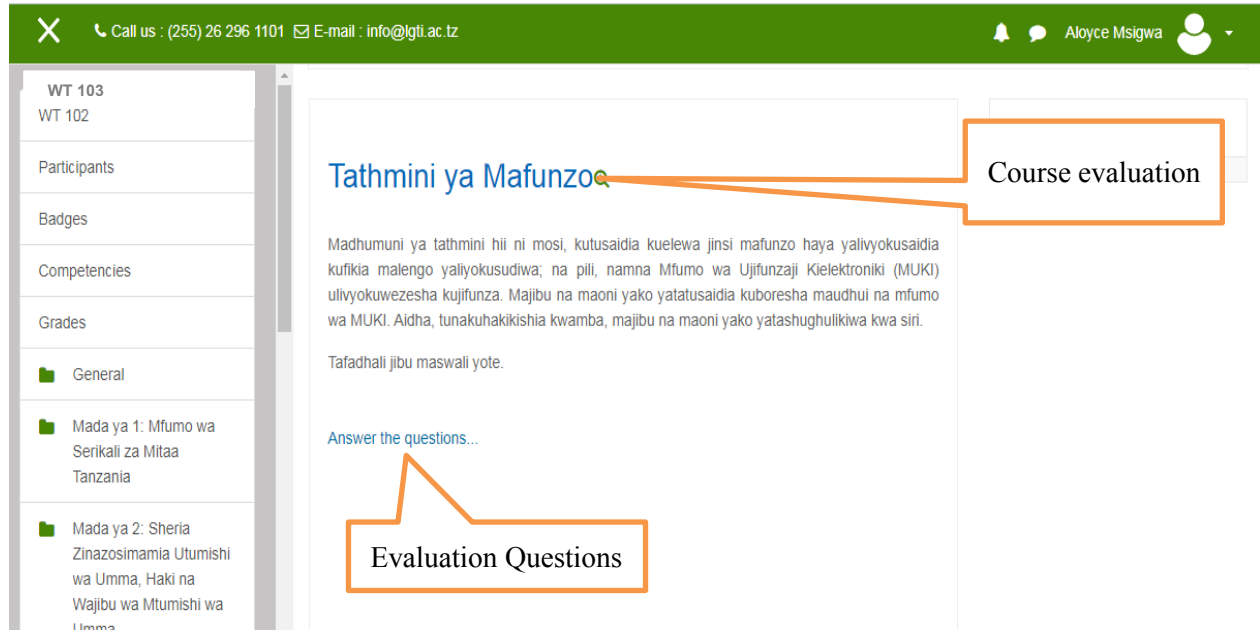 Call us : (255) 26 296 1101 E-mail : info@lgti.ac.tz
Aloyce Msigwa
WT 103
WT 102
Participants
Badges
Competencies
Grades
General
Mada ya 1: Mfumo wa
Serikali za Mitaa
Tanzania
Mada ya 2: Sheria
Zinazosimamia Utumishi
wa Umma, Haki na
Wajibu wa Mtumishi wa
Umma
Tathmini ya Mafunzo
Course evaluation
Madhumuni ya tathmini hii ni mosi, kutusaidia kuelewa jinsi mafunzo haya yalivyokusaidia
kufikia malengo yaliyokusudiwa; na pili, namna Mfumo wa Ujifunzaji Kielektroniki (MUKI)
ulivyokuwezesha kujifunza. Majibu na maoni yako yatatusaidia kuboresha maudhui na mfumo
wa MUKI. Aidha, tunakuhakikishia kwamba, majibu na maoni yako yatashughulikiwa kwa siri.
Tafadhali jibu maswali yote.
Answer the questions...
Evaluation Questions